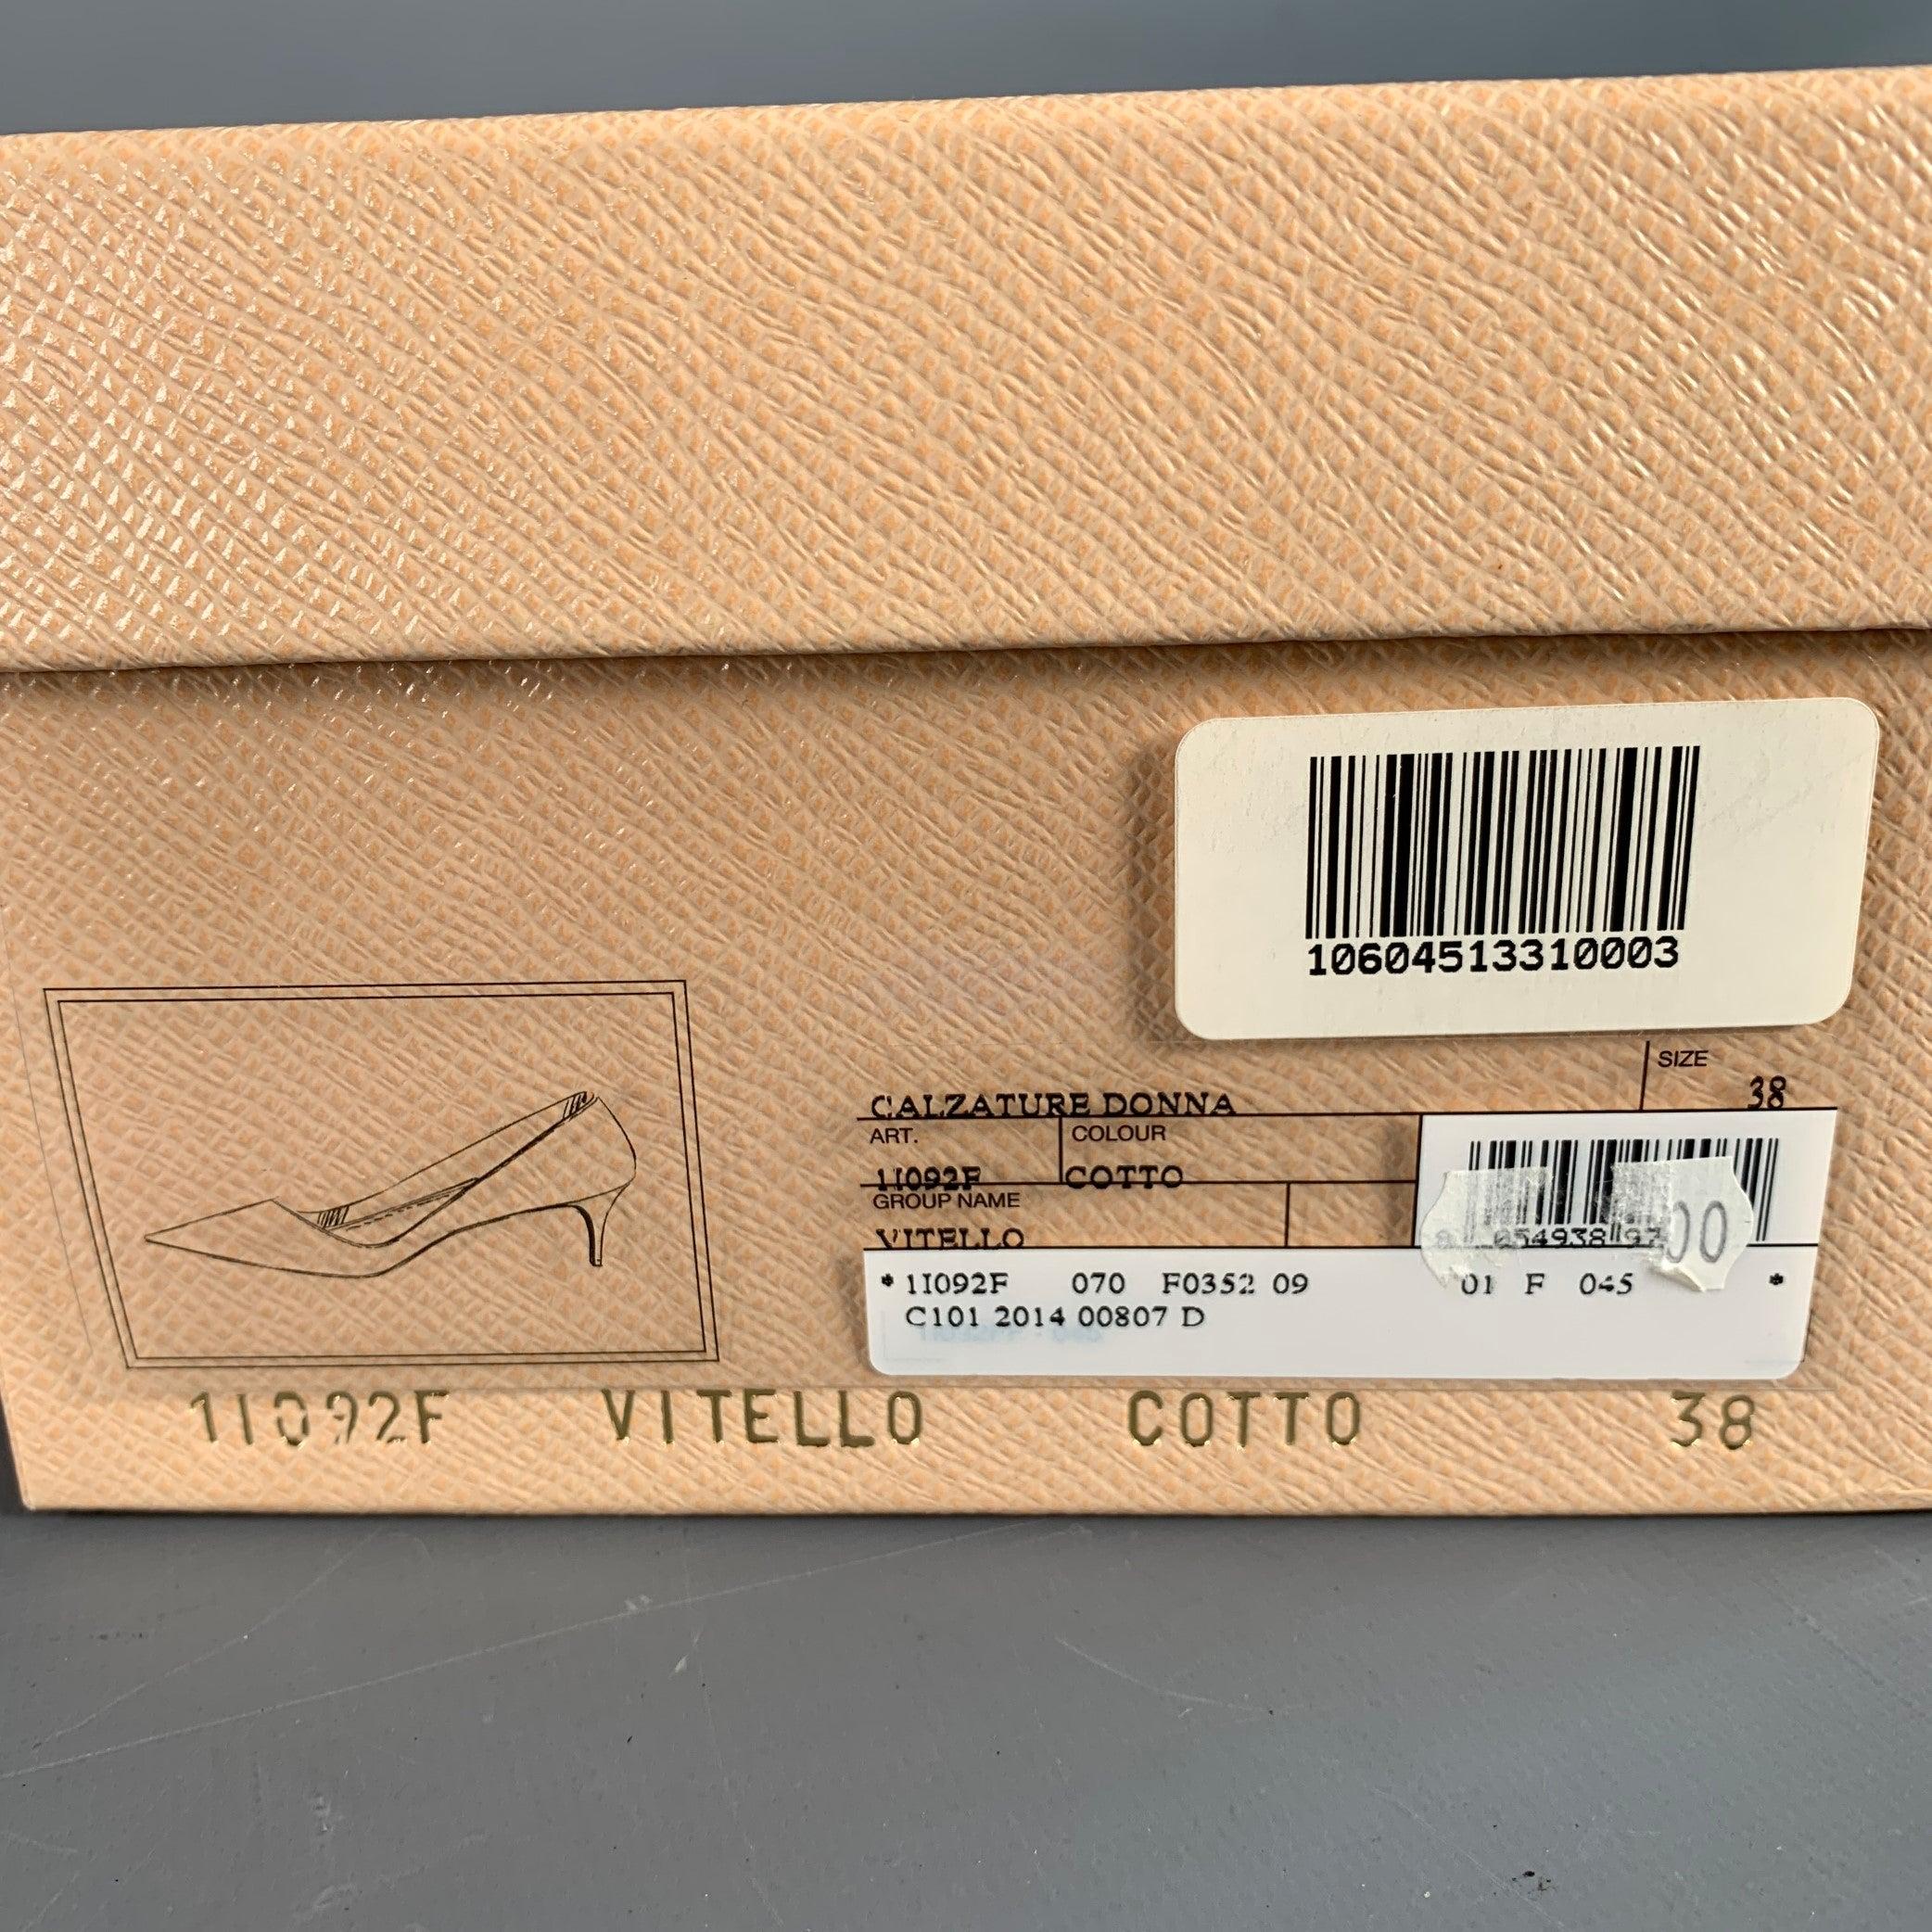 10604513310003
SIZE
38
CALZATURE DONNA
ART. COLOUR
1I092F COTTO
GROUP NAME
VITELLO
00
* 1I092F 070 F0352 09 01 F 045 *
C101 2014 00807 D
1I092F VITELLO COTTO 38